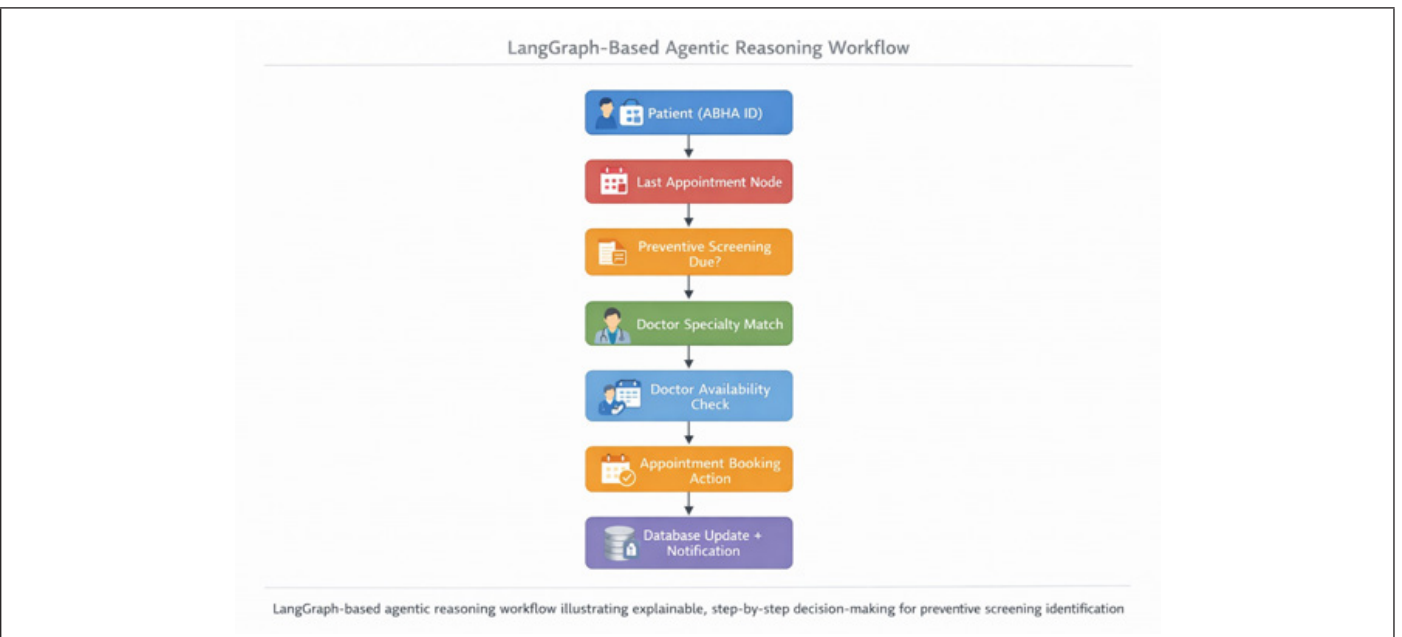 LangGraph-Based Agentic Reasoning Workflow
Patient (ABHA ID)
Last Appointment Node
Preventive Screening
Due?
Doctor Specialty Match
Doctor Availability
Check
Appointment Booking
Action
Database Update +
Notification
LangGraph-based agentic reasoning workflow illustrating explainable, step-by-step decision-making for preventive screening identification